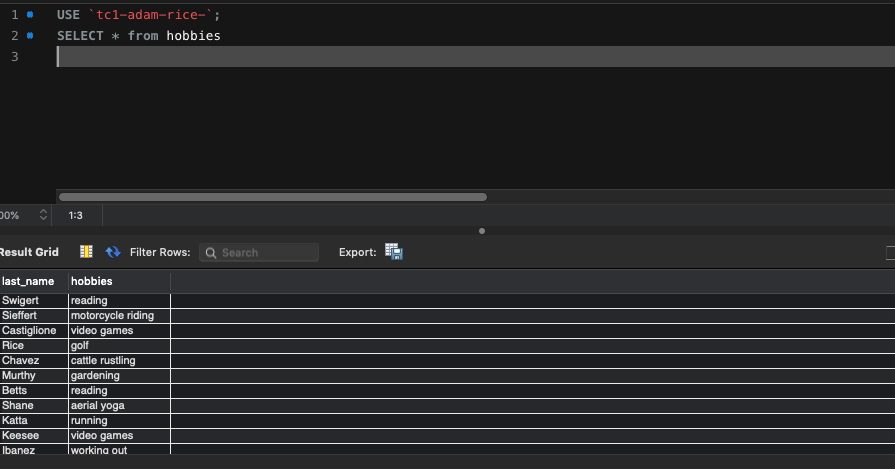 1 USE `tc1-adam-rice-`;
2 SELECT * from hobbies
3
00% 1:3
Result Grid Filter Rows: Search Export:
last_name hobbies
Swigert reading
Sieffert motorcycle riding
Castiglione video games
Rice golf
Chavez cattle rustling
Murthy gardening
Betts reading
Shane aerial yoga
Katta running
Keesee video games
Ibanez working out